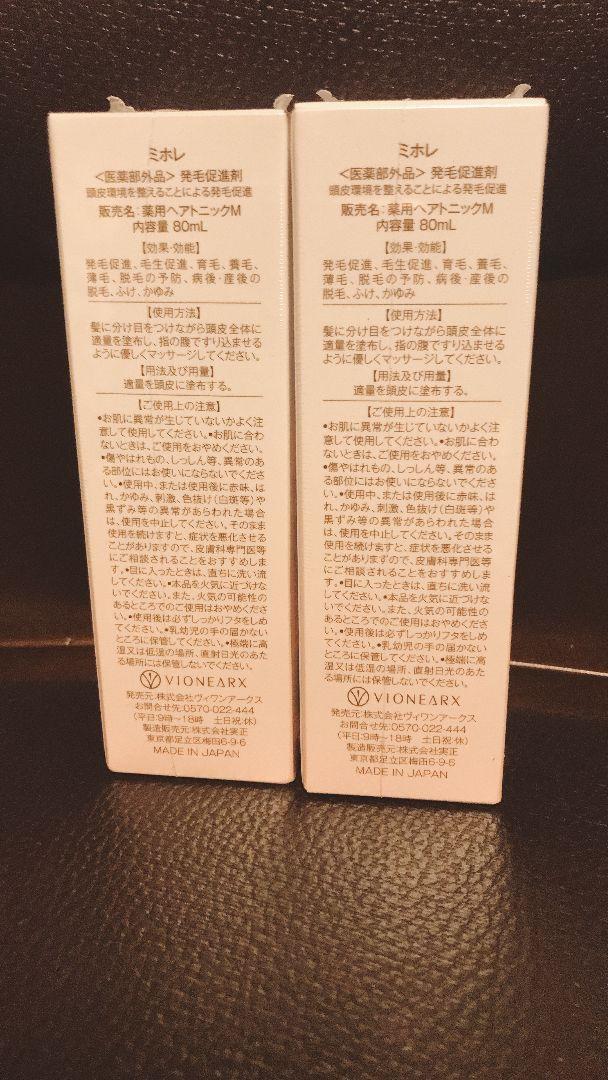 ミホレ
<医薬部外品> 発毛促進剤
頭皮環境を整えることによる発毛促進
販売名:薬用ヘアトニックM
内容量 80mL
【効果・効能】
発毛促進、毛生促進、育毛、養毛、
薄毛、脱毛の予防、病後・産後の
脱毛、ふけ、かゆみ
【使用方法】
髪に分け目をつけながら頭皮全体に
適量を塗布し、指の腹ですり込ませる
ように優しくマッサージしてください。
【用法及び用量】
適量を頭皮に塗布する。
【ご使用上の注意】
•お肌に異常が生じていないかよく注
意して使用してください。•お肌に合わ
ないときは、ご使用をおやめください。
•傷やはれもの、しっしん等、異常のあ
る部位にはお使いにならないでくださ
い。•使用中、または使用後に赤味、は
れ、かゆみ、刺激、色抜け(白斑等)や
黒ずみ等の異常があらわれた場合
は、使用を中止してください。そのまま
使用を続けますと、症状を悪化させる
ことがありますので、皮膚科専門医等
にご相談されることをおすすめしま
す。•目に入ったときは、直ちに洗い流
してください。•本品を火気に近づけな
いでください。また、火気の可能性の
あるところでのご使用はおやめくださ
い。•使用後は必ずしっかりフタをしめ
てください。•乳幼児の手の届かない
ところに保管してください。•極端に高
温又は低温の場所、直射日光のあた
る場所には保管しないでください。
VIONEARX
発売元:株式会社ヴィワンアークス
お問合せ先:0570-022-444
(平日:9時〜18時 土日祝:休)
製造販売元:株式会社実正
東京都足立区梅田6-9-6
MADE IN JAPAN
ミホレ
<医薬部外品> 発毛促進剤
頭皮環境を整えることによる発毛促進
販売名:薬用ヘアトニックM
内容量 80mL
【効果・効能】
発毛促進、毛生促進、育毛、養毛、
薄毛、脱毛の予防、病後・産後の
脱毛、ふけ、かゆみ
【使用方法】
髪に分け目をつけながら頭皮全体に
適量を塗布し、指の腹ですり込ませる
ように優しくマッサージしてください。
【用法及び用量】
適量を頭皮に塗布する。
【ご使用上の注意】
•お肌に異常が生じていないかよく注
意して使用してください。•お肌に合わ
ないときは、ご使用をおやめください。
•傷やはれもの、しっしん等、異常のあ
る部位にはお使いにならないでくださ
い。•使用中、または使用後に赤味、は
れ、かゆみ、刺激、色抜け(白斑等)や
黒ずみ等の異常があらわれた場合
は、使用を中止してください。そのまま
使用を続けますと、症状を悪化させる
ことがありますので、皮膚科専門医等
にご相談されることをおすすめしま
す。•目に入ったときは、直ちに洗い流
してください。•本品を火気に近づけな
いでください。また、火気の可能性の
あるところでのご使用はおやめくださ
い。•使用後は必ずしっかりフタをしめ
てください。•乳幼児の手の届かない
ところに保管してください。•極端に高
温又は低温の場所、直射日光のあた
る場所には保管しないでください。
VIONEARX
発売元:株式会社ヴィワンアークス
お問合せ先:0570-022-444
(平日:9時〜18時 土日祝:休)
製造販売元:株式会社実正
東京都足立区梅田6-9-6
MADE IN JAPAN